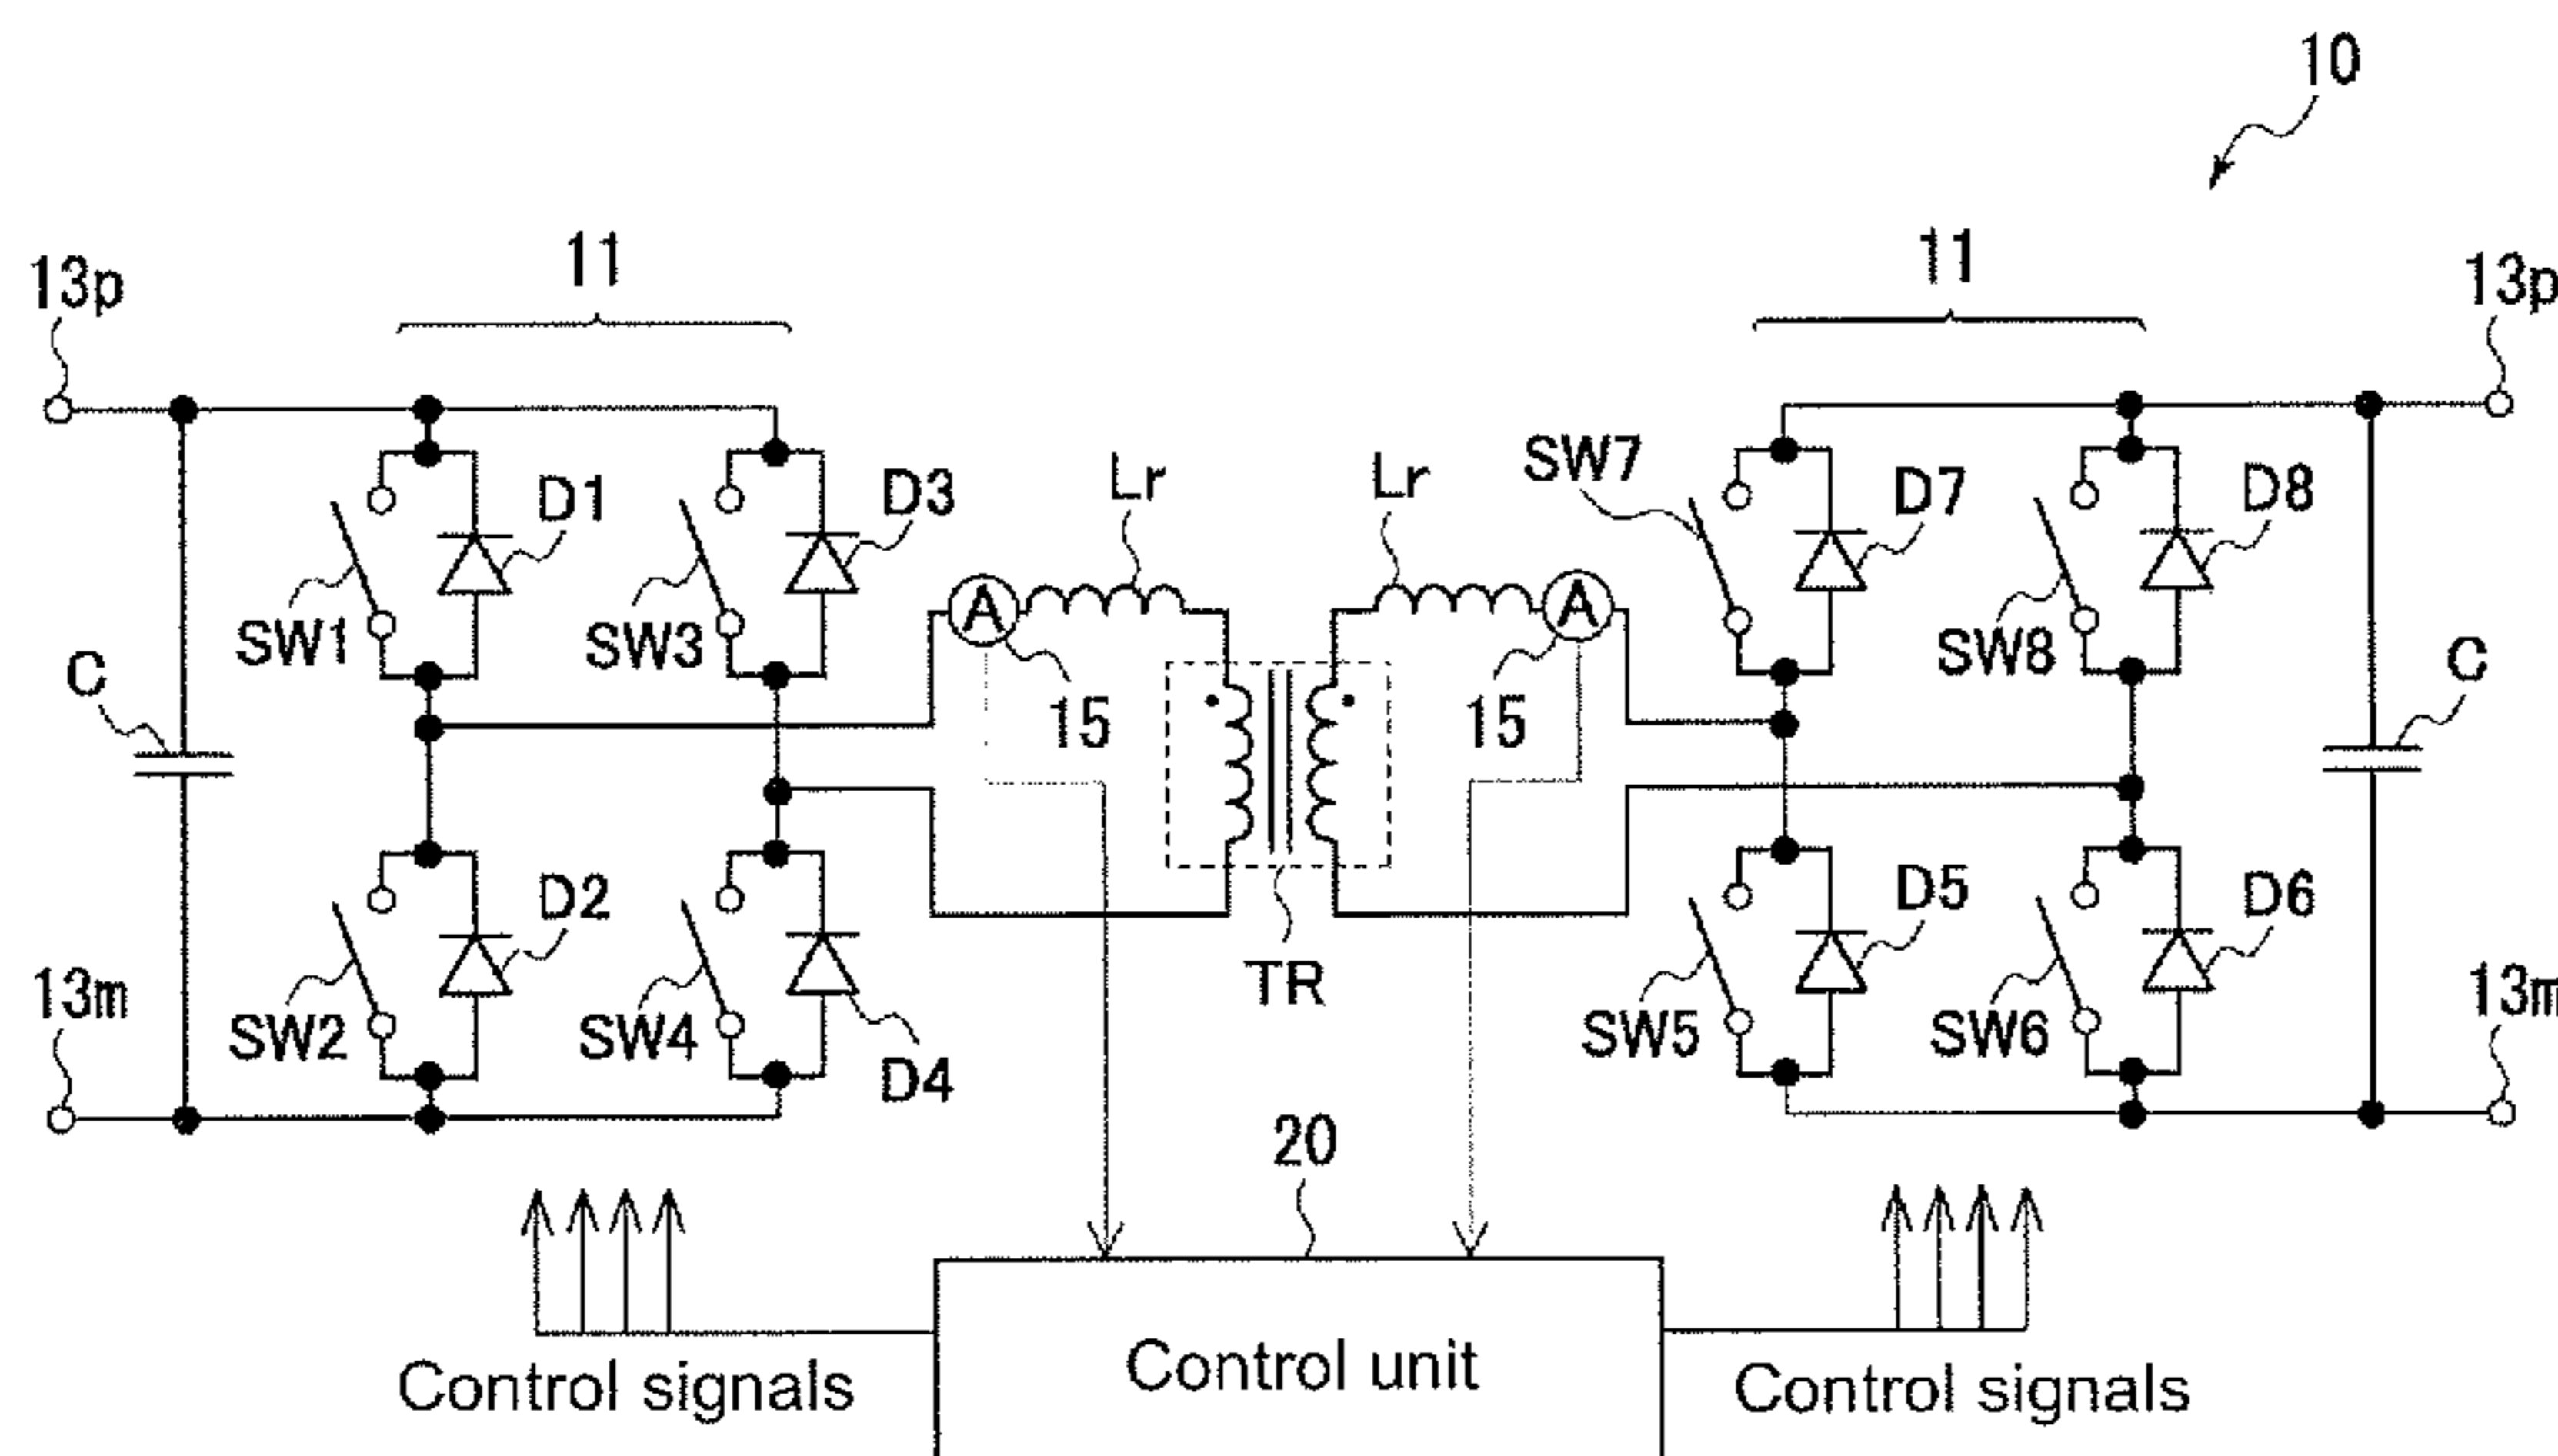 10
11
11
13p
13p
SW7
Lr
Lr
D1
D3
D7
D8
SW1
SW3
SW8
C
C
15
15
A
A
D2
D5
D6
13m
TR
13m
SW2
SW4
SW5
SW6
D4
20
Control unit
Control signals
Control signals